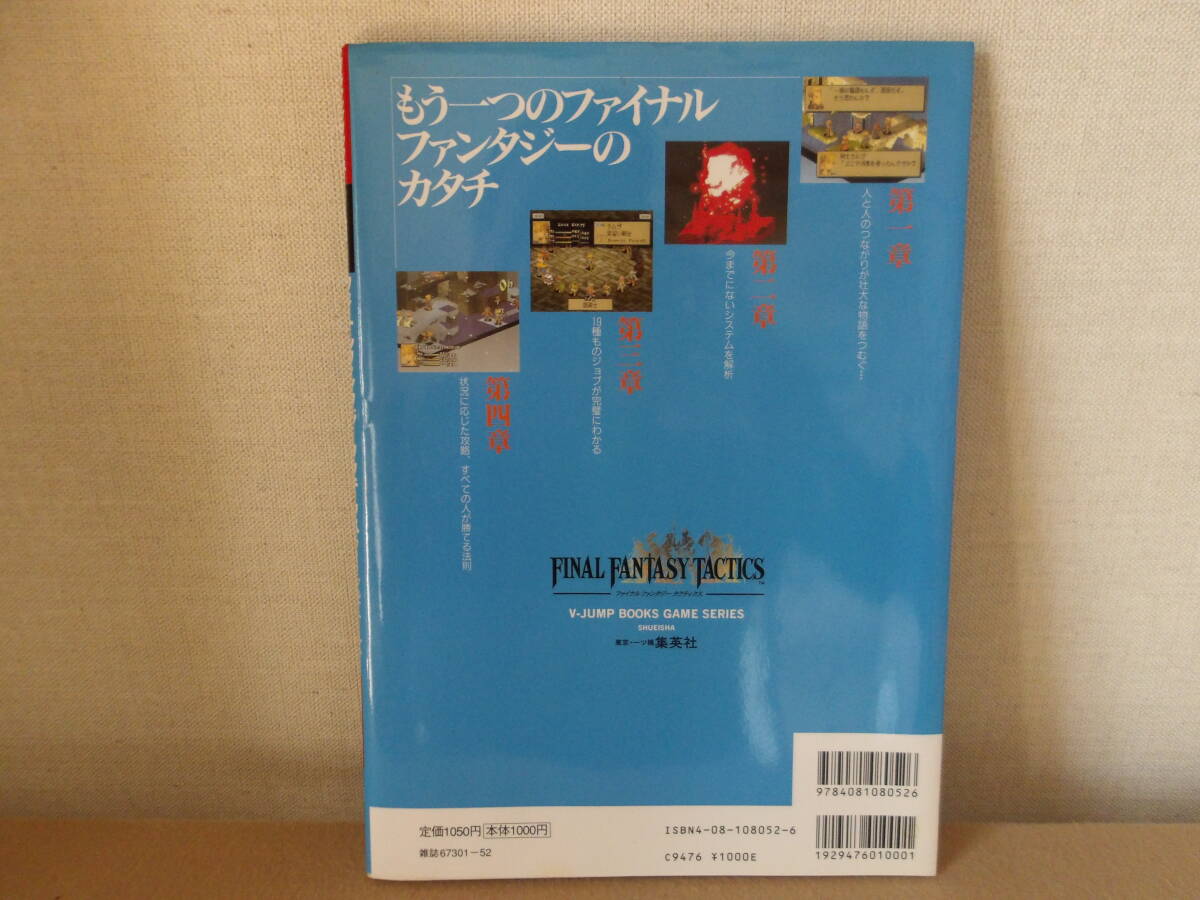 もう一つのファイナル
ファンタジーの
カタチ
第一章
人と人のつながりが壮大な物語をつむぐ…
第二章
今までにないシステムを解析
第三章
19種ものジョブが完璧にわかる
第四章
状況に応じた攻略、すべての人が勝てる法則
FINAL FANTASY TACTICS
ファイナルファンタジー タクティクス
V-JUMP BOOKS GAME SERIES
SHUEISHA
東京・一ツ橋 集英社
9784081080526
定価1050円 本体1000円
ISBN4-08-108052-6
雑誌67301-52
C9476 ¥1000E
1929476010001